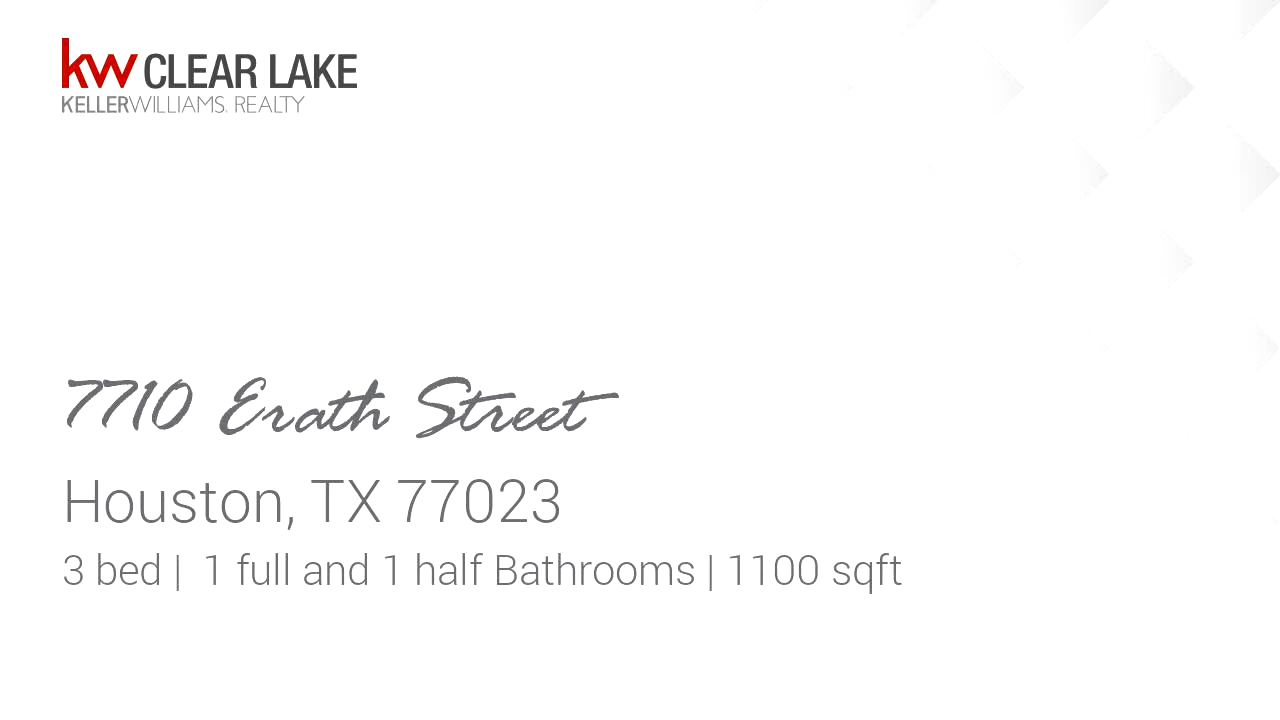 kw CLEAR LAKE
KELLERWILLIAMS. REALTY
7710 Erath Street
Houston, TX 77023
3 bed | 1 full and 1 half Bathrooms | 1100 sqft